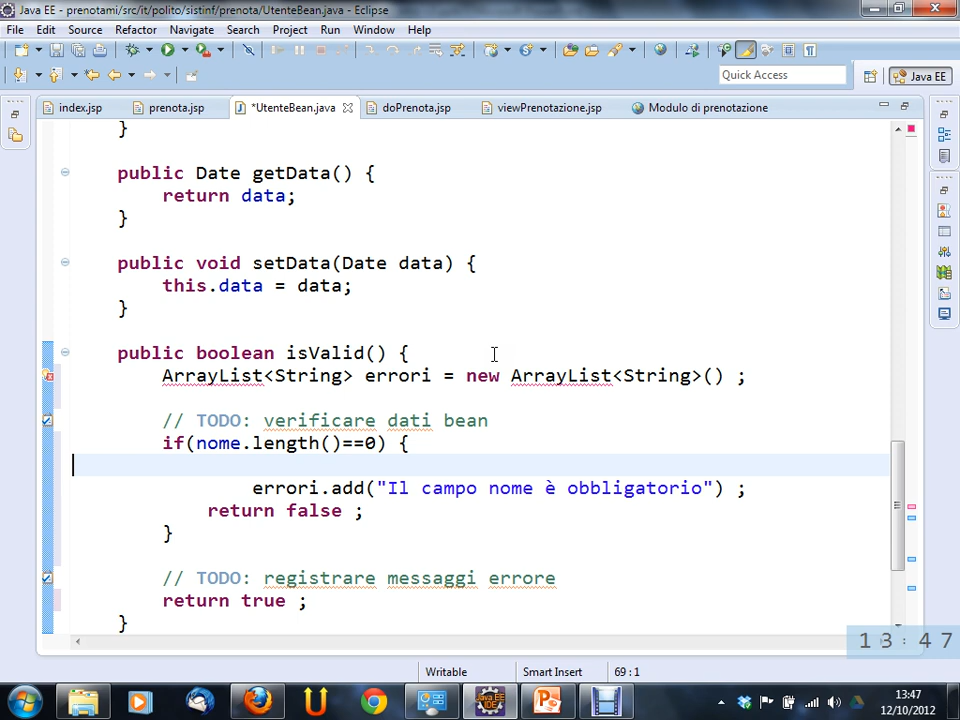 Java EE - prenotami/src/it/polito/sistinf/prenota/UtenteBean.java - Eclipse
File Edit Source Refactor Navigate Search Project Run Window Help
Quick Access
Java EE
index.jsp prenota.jsp *UtenteBean.java doPrenota.jsp viewPrenotazione.jsp Modulo di prenotazione
}
public Date getData() {
return data;
}
public void setData(Date data) {
this.data = data;
}
public boolean isValid() {
ArrayList<String> errori = new ArrayList<String>() ;
// TODO: verificare dati bean
if(nome.length()==0) {
errori.add("Il campo nome è obbligatorio") ;
return false ;
}
// TODO: registrare messaggi errore
return true ;
}
13:47
Writable Smart Insert 69 : 1
Java EE
IDE
13:47
12/10/2012